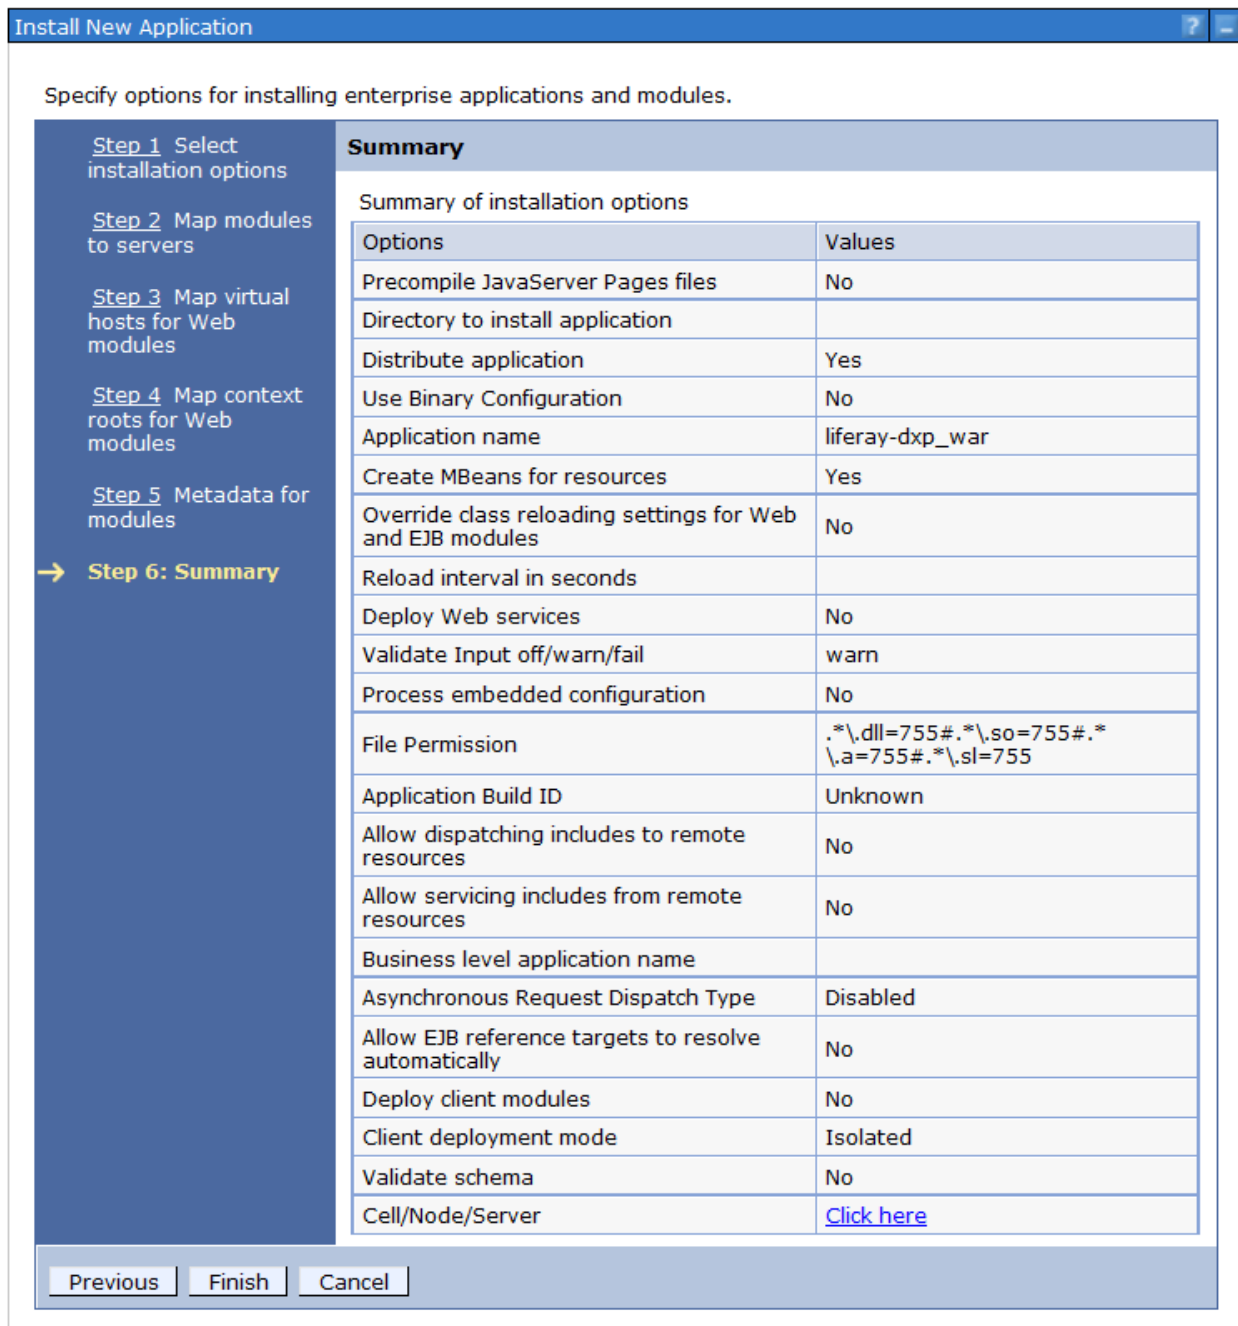 Install New Application
?
Specify options for installing enterprise applications and modules.
Step 1 Select
installation options
Step 2 Map modules
to servers
Step 3 Map virtual
hosts for Web
modules
Step 4 Map context
roots for Web
modules
Step 5 Metadata for
modules
Step 6: Summary
Summary
Summary of installation options
Options Values
Precompile JavaServer Pages files No
Directory to install application
Distribute application Yes
Use Binary Configuration No
Application name liferay-dxp_war
Create MBeans for resources Yes
Override class reloading settings for Web
and EJB modules
No
Reload interval in seconds
Deploy Web services No
Validate Input off/warn/fail warn
Process embedded configuration No
File Permission
.*\.dll=755#.*\.so=755#.*
\.a=755#.*\.sl=755
Application Build ID Unknown
Allow dispatching includes to remote
resources
No
Allow servicing includes from remote
resources
No
Business level application name
Asynchronous Request Dispatch Type Disabled
Allow EJB reference targets to resolve
automatically
No
Deploy client modules No
Client deployment mode Isolated
Validate schema No
Cell/Node/Server Click here
Previous Finish Cancel